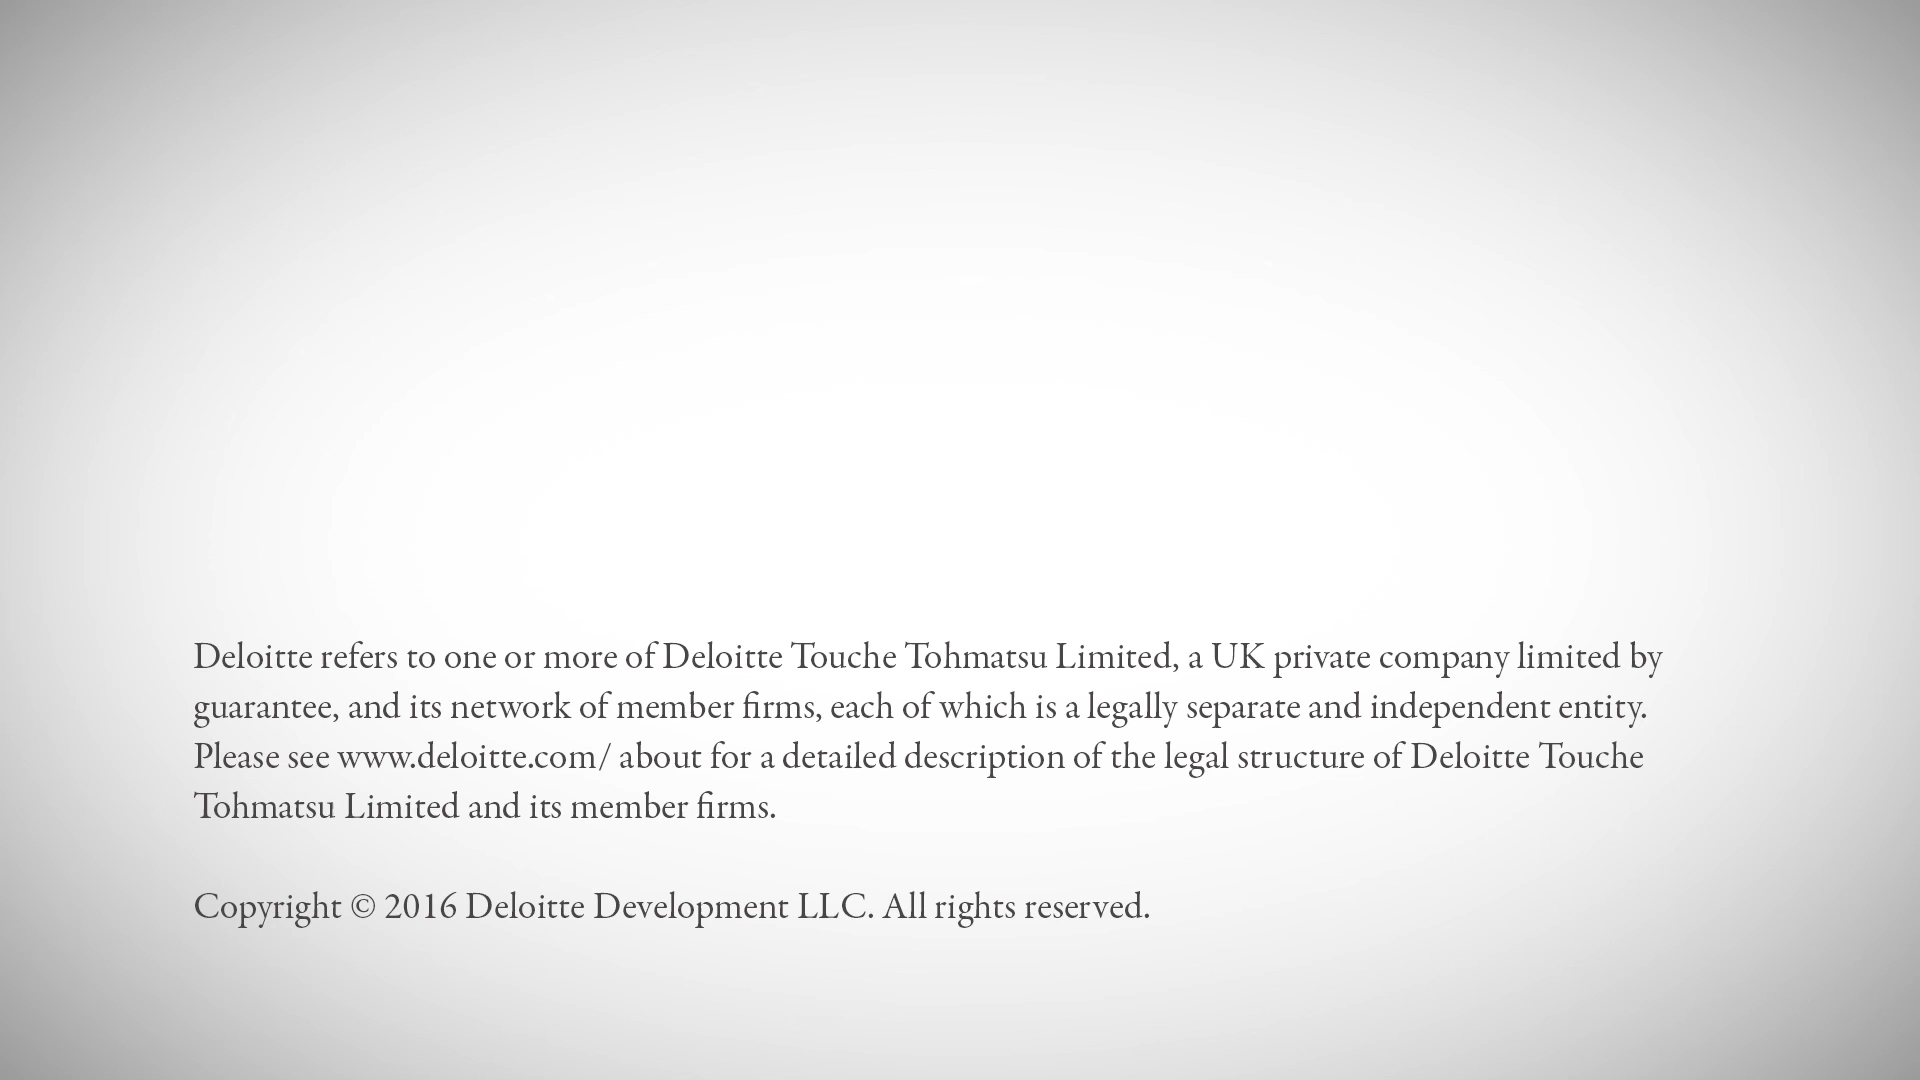 Deloitte refers to one or more of Deloitte Touche Tohmatsu Limited, a UK private company limited by
guarantee, and its network of member firms, each of which is a legally separate and independent entity.
Please see www.deloitte.com/ about for a detailed description of the legal structure of Deloitte Touche
Tohmatsu Limited and its member firms.
Copyright © 2016 Deloitte Development LLC. All rights reserved.